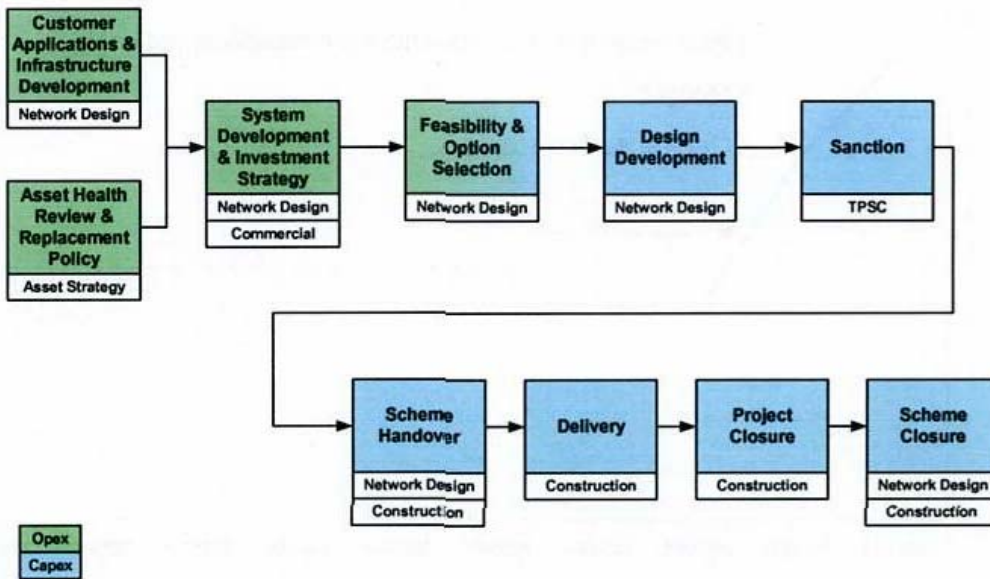 Customer
Applications &
Infrastructure
Development
Network Design
Asset Health
Review &
Replacement
Policy
Asset Strategy
System
Development
& Investment
Strategy
Network Design
Commercial
Feasibility &
Option
Selection
Network Design
Design
Development
Network Design
Sanction
TPSC
Scheme
Handover
Network Design
Construction
Delivery
Construction
Project
Closure
Construction
Scheme
Closure
Network Design
Construction
Opex
Capex